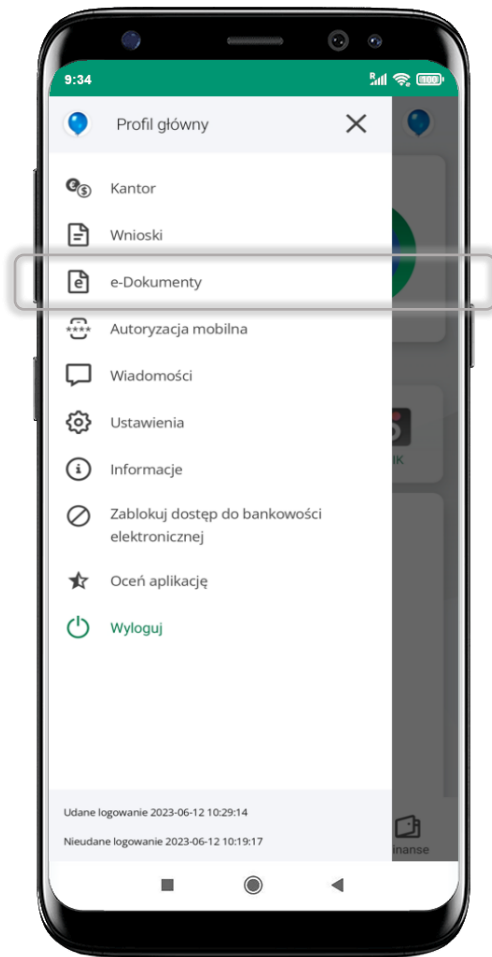 9:34
Profil główny
Kantor
Wnioski
e-Dokumenty
Autoryzacja mobilna
Wiadomości
Ustawienia
Informacje
Zablokuj dostęp do bankowości
elektronicznej
Oceń aplikację
Wyloguj
Udane logowanie 2023-06-12 10:29:14
Nieudane logowanie 2023-06-12 10:19:17